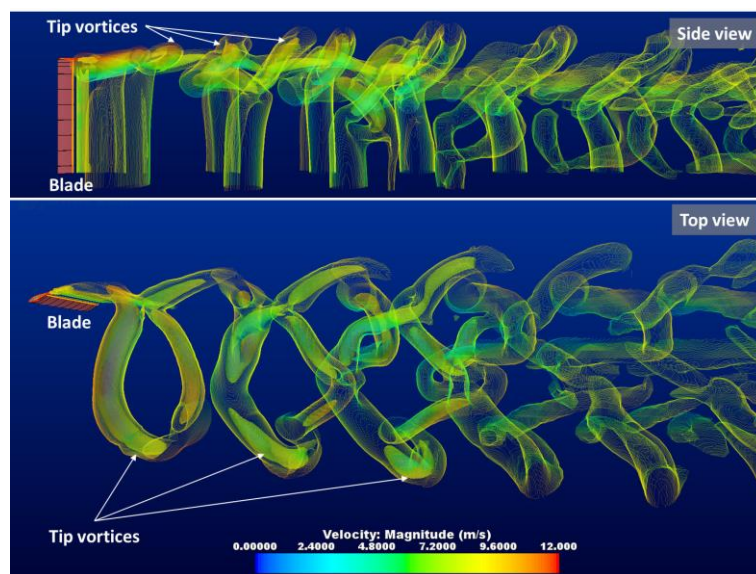 Tip vortices
Side view
Blade
Top view
Blade
Tip vortices
Velocity: Magnitude (m/s)
0.00000 2.4000 4.8000 7.2000 9.6000 12.000